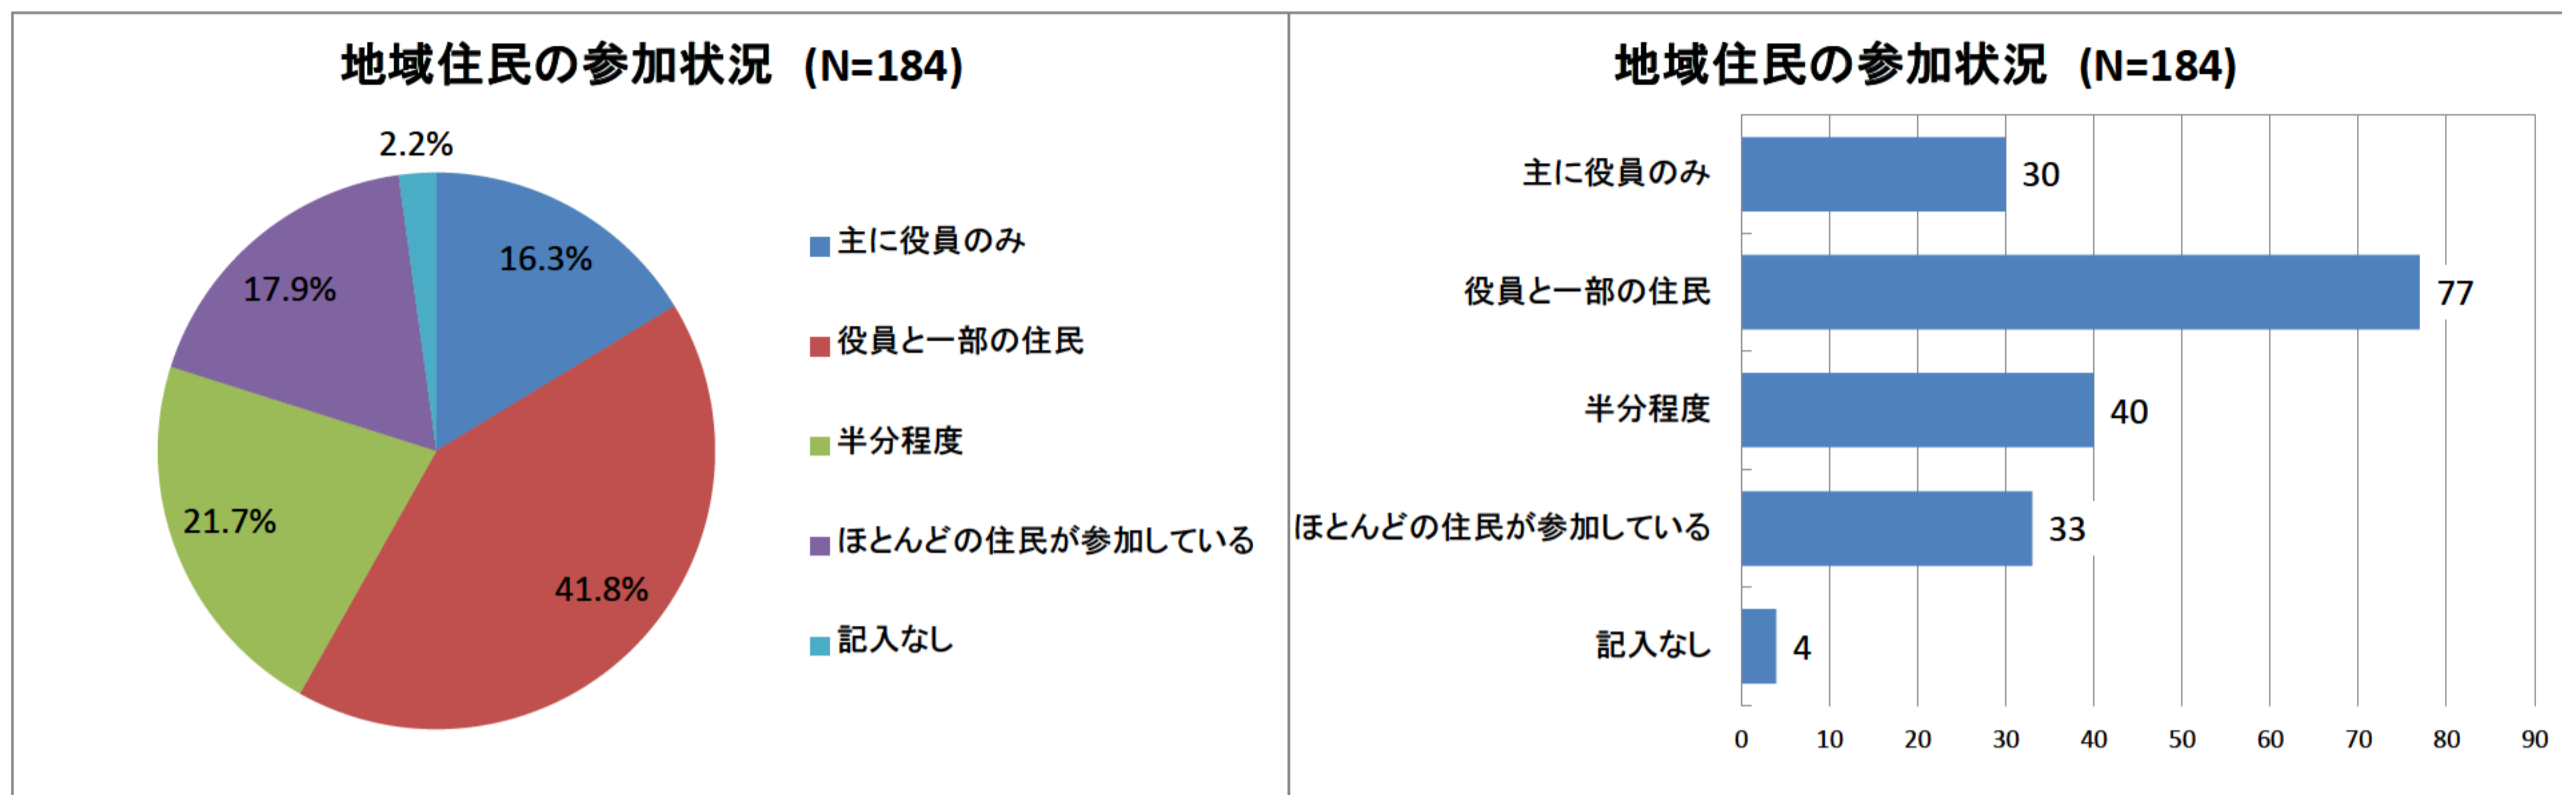 地域住民の参加状況 (N=184)
2.2%
16.3%
17.9%
21.7%
41.8%
主に役員のみ
役員と一部の住民
半分程度
ほとんどの住民が参加している
記入なし
地域住民の参加状況 (N=184)
主に役員のみ 30
役員と一部の住民 77
半分程度 40
ほとんどの住民が参加している 33
記入なし 4
0 10 20 30 40 50 60 70 80 90